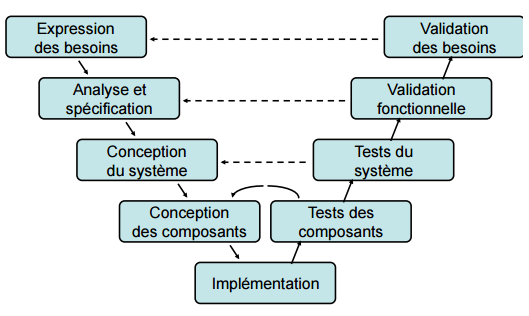 Expression
des besoins
Validation
des besoins
Analyse et
spécification
Validation
fonctionnelle
Conception
du système
Tests du
système
Conception
des composants
Tests des
composants
Implémentation